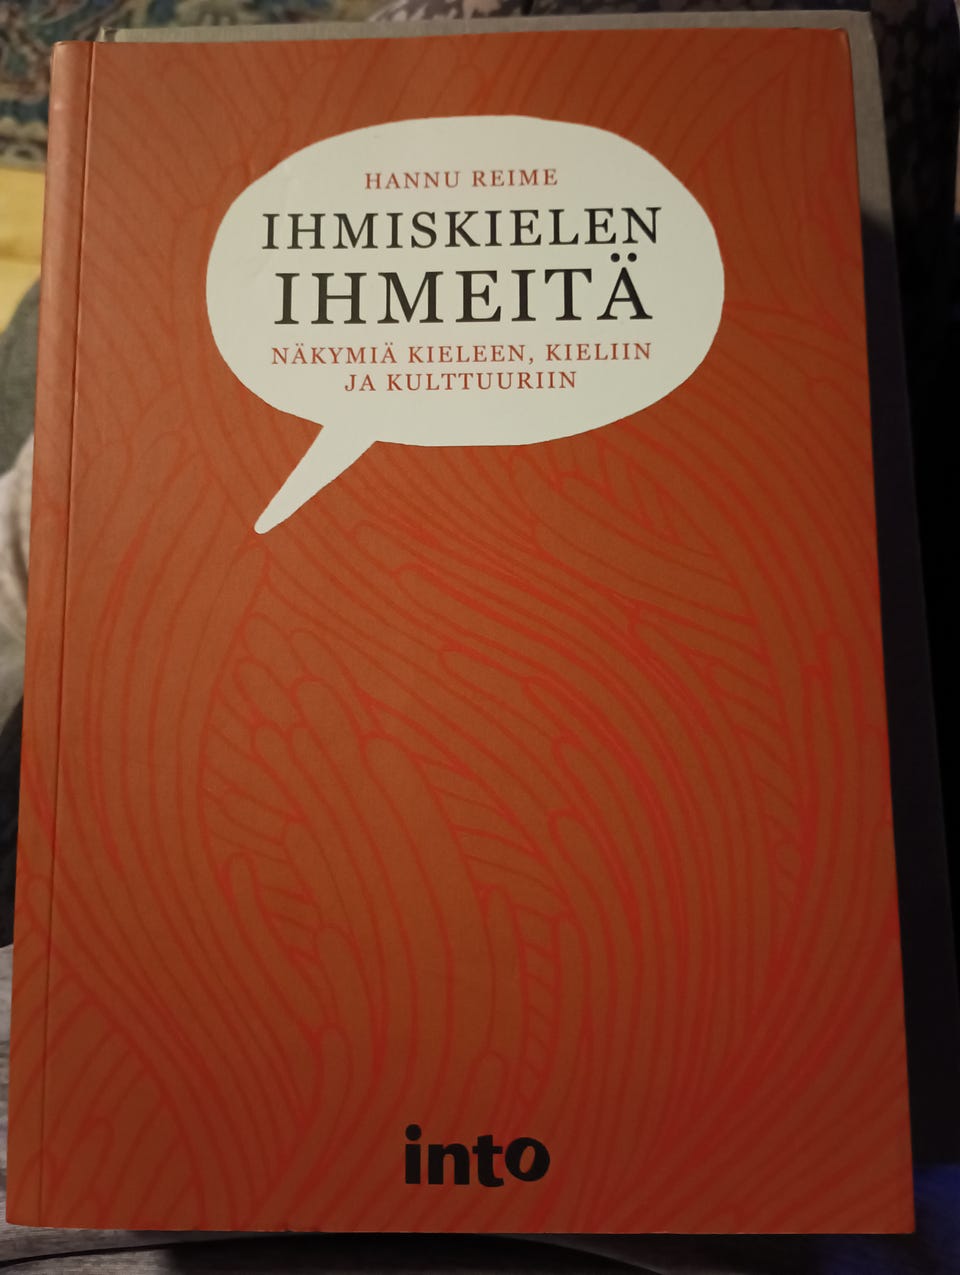 HANNU REIME
IHMISKIELEN
IHMEITÄ
NÄKYMIÄ KIELEEN, KIELIIN
JA KULTTUURIIN
into